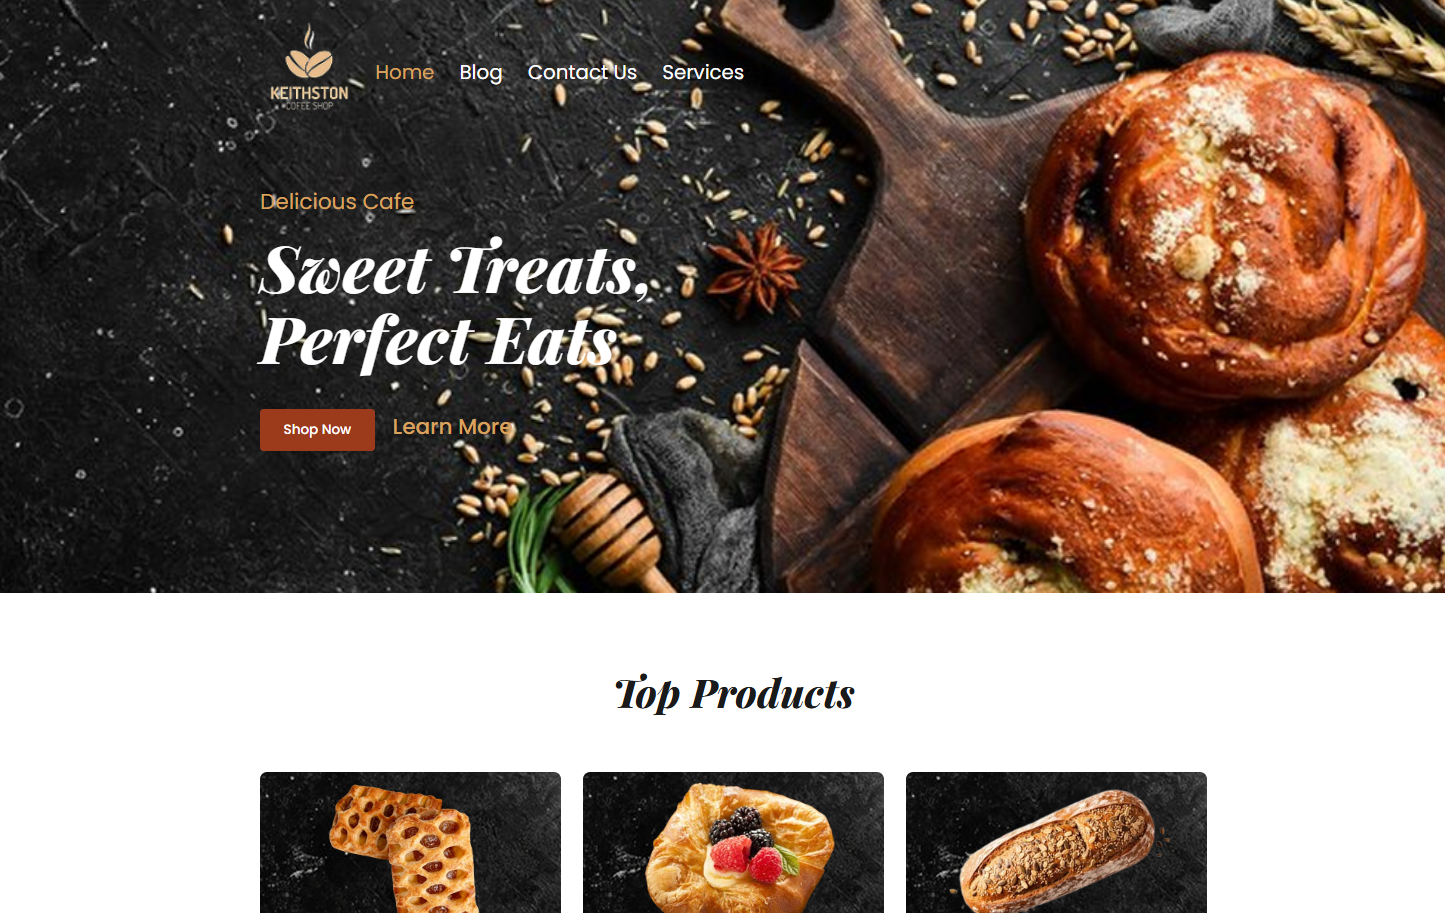 KEITHSTON
COFEE SHOP
Home Blog Contact Us Services
Delicious Cafe
Sweet Treats,
Perfect Eats
Shop Now Learn More
Top Products